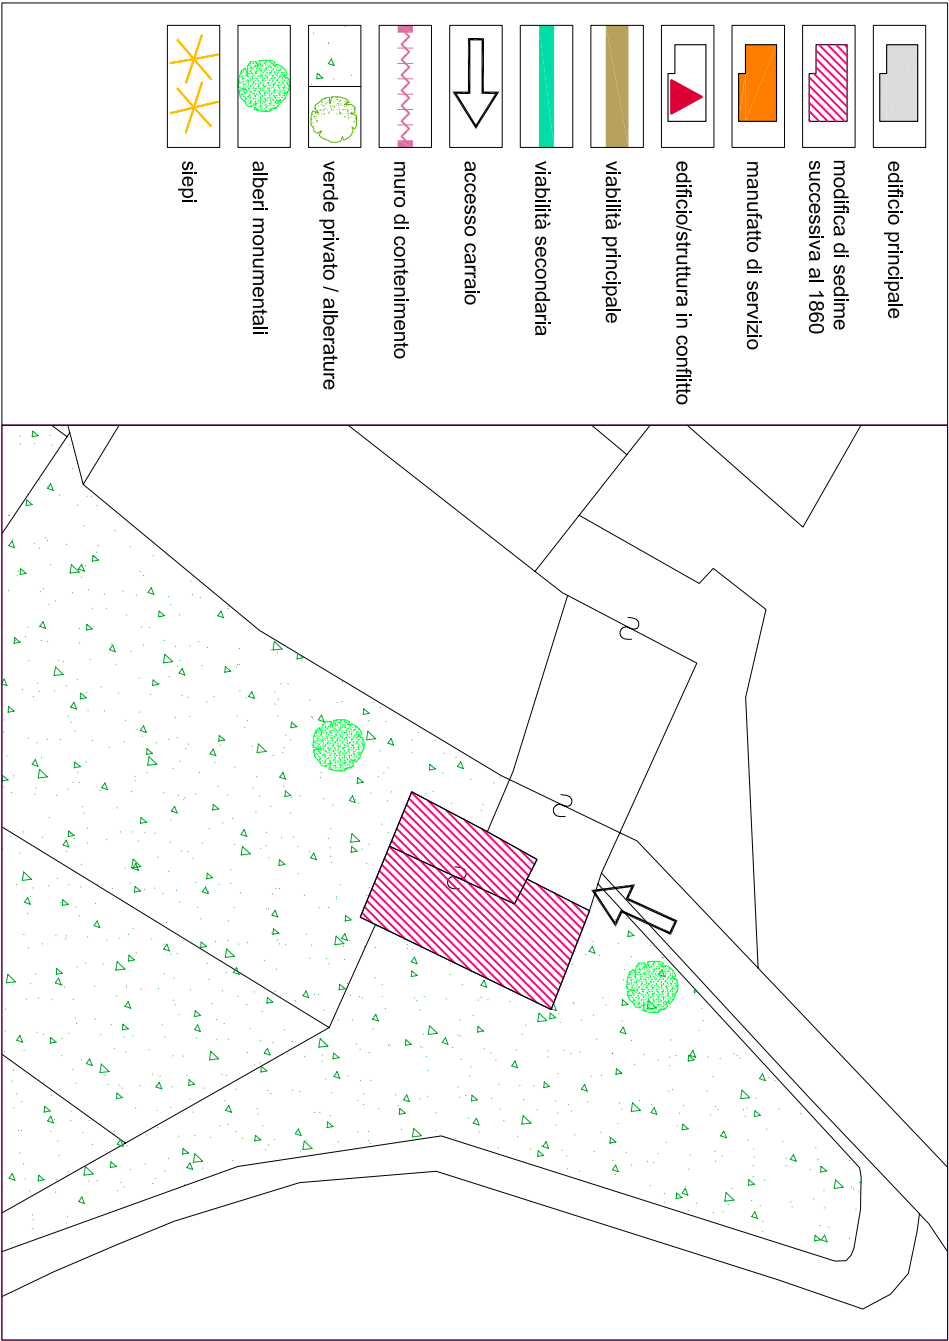 edificio principale
modifica di sedime
successiva al 1860
manufatto di servizio
edificio/struttura in conflitto
viabilità principale
viabilità secondaria
accesso carraio
muro di contenimento
verde privato / alberature
alberi monumentali
siepi